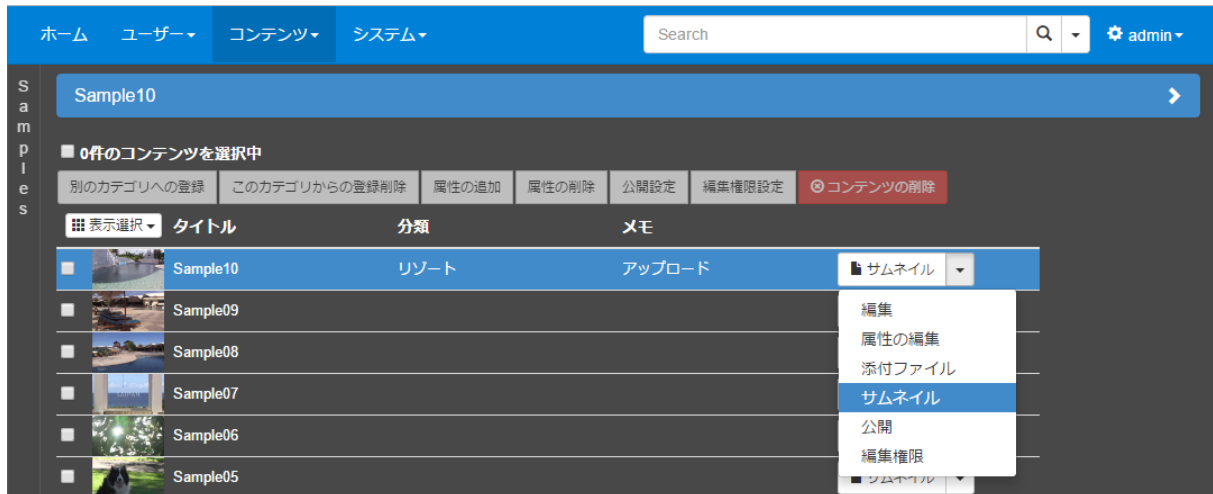 ホーム ユーザー コンテンツ システム Search admin
Samples
Sample10
0件のコンテンツを選択中
別のカテゴリへの登録 このカテゴリからの登録削除 属性の追加 属性の削除 公開設定 編集権限設定 コンテンツの削除
表示選択 タイトル 分類 メモ
Sample10 リゾート アップロード サムネイル
Sample09
Sample08
Sample07
Sample06
Sample05 サムネイル
編集
属性の編集
添付ファイル
サムネイル
公開
編集権限